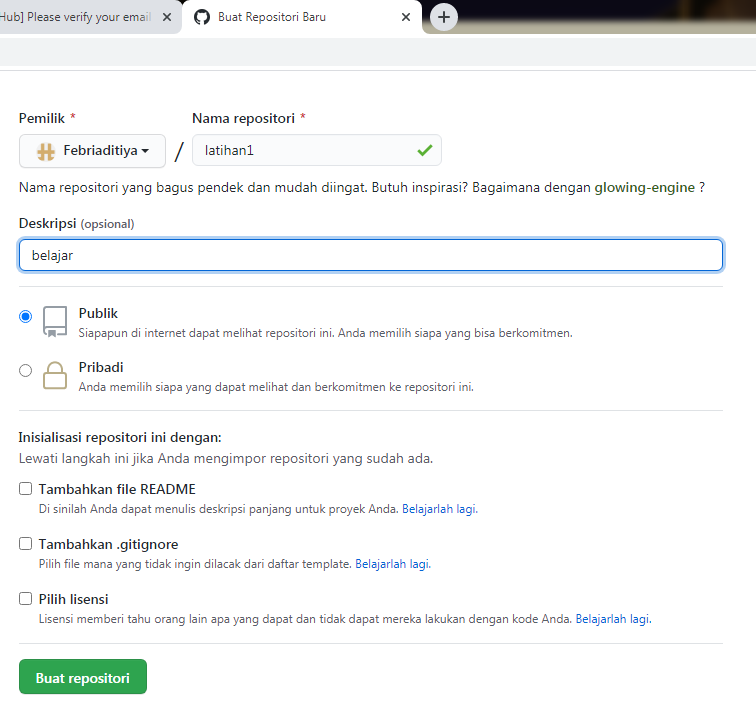 Hub] Please verify your email
Buat Repositori Baru
Pemilik *
Nama repositori *
Febriaditiya
/
latihan1
Nama repositori yang bagus pendek dan mudah diingat. Butuh inspirasi? Bagaimana dengan glowing-engine ?
Deskripsi (opsional)
belajar
Publik
Siapapun di internet dapat melihat repositori ini. Anda memilih siapa yang bisa berkomitmen.
Pribadi
Anda memilih siapa yang dapat melihat dan berkomitmen ke repositori ini.
Inisialisasi repositori ini dengan:
Lewati langkah ini jika Anda mengimpor repositori yang sudah ada.
Tambahkan file README
Di sinilah Anda dapat menulis deskripsi panjang untuk proyek Anda. Belajarlah lagi.
Tambahkan .gitignore
Pilih file mana yang tidak ingin dilacak dari daftar template. Belajarlah lagi.
Pilih lisensi
Lisensi memberi tahu orang lain apa yang dapat dan tidak dapat mereka lakukan dengan kode Anda. Belajarlah lagi.
Buat repositori